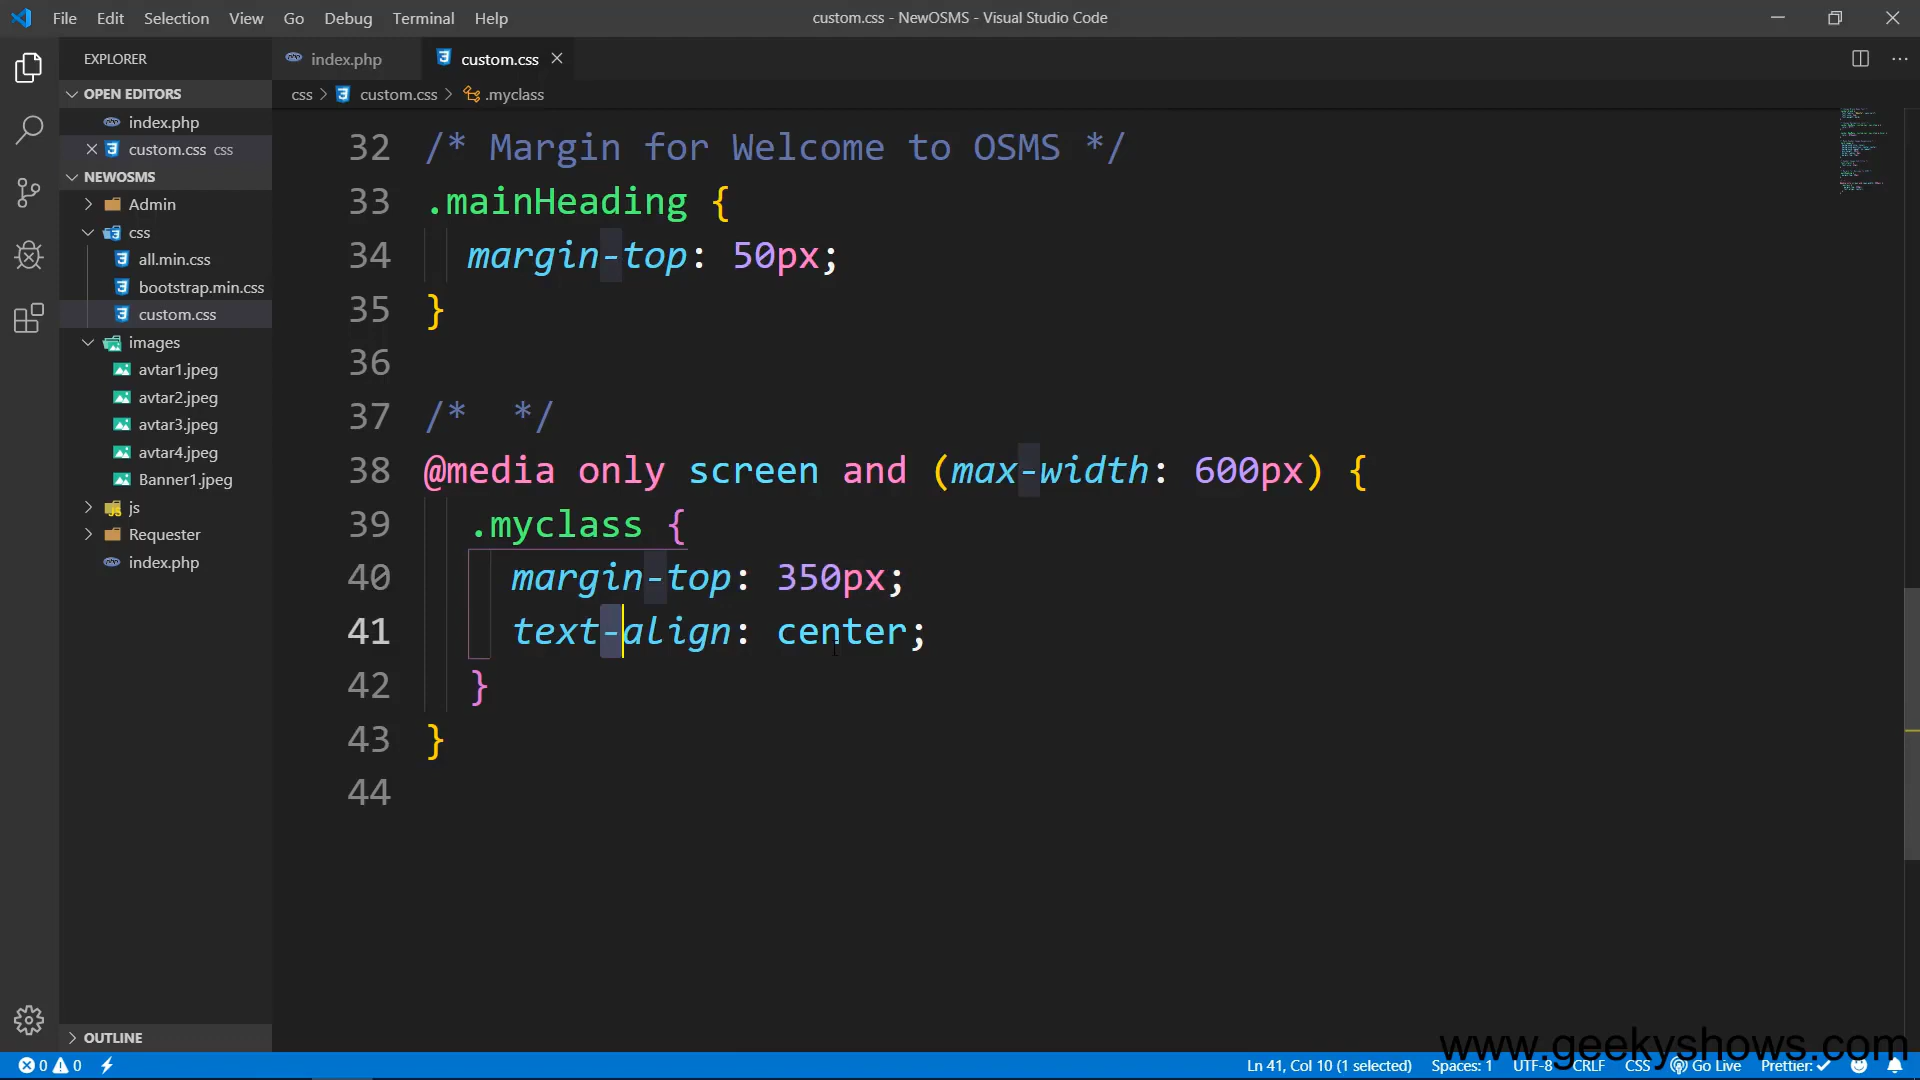 File Edit Selection View Go Debug Terminal Help
custom.css - NewOSMS - Visual Studio Code
EXPLORER
index.php
custom.css
OPEN EDITORS
css > custom.css > .myclass
index.php
custom.css css
NEWOSMS
Admin
css
all.min.css
bootstrap.min.css
custom.css
images
avtar1.jpeg
avtar2.jpeg
avtar3.jpeg
avtar4.jpeg
Banner1.jpeg
js
Requester
index.php
OUTLINE
32 /* Margin for Welcome to OSMS */
33 .mainHeading {
34 margin-top: 50px;
35 }
36
37 /*  */
38 @media only screen and (max-width: 600px) {
39 .myclass {
40 margin-top: 350px;
41 text-align: center;
42 }
43 }
44
www.geekyshows.com
0 0
Ln 41, Col 10 (1 selected) Spaces: 1 UTF-8 CRLF CSS Go Live Prettier: ✓